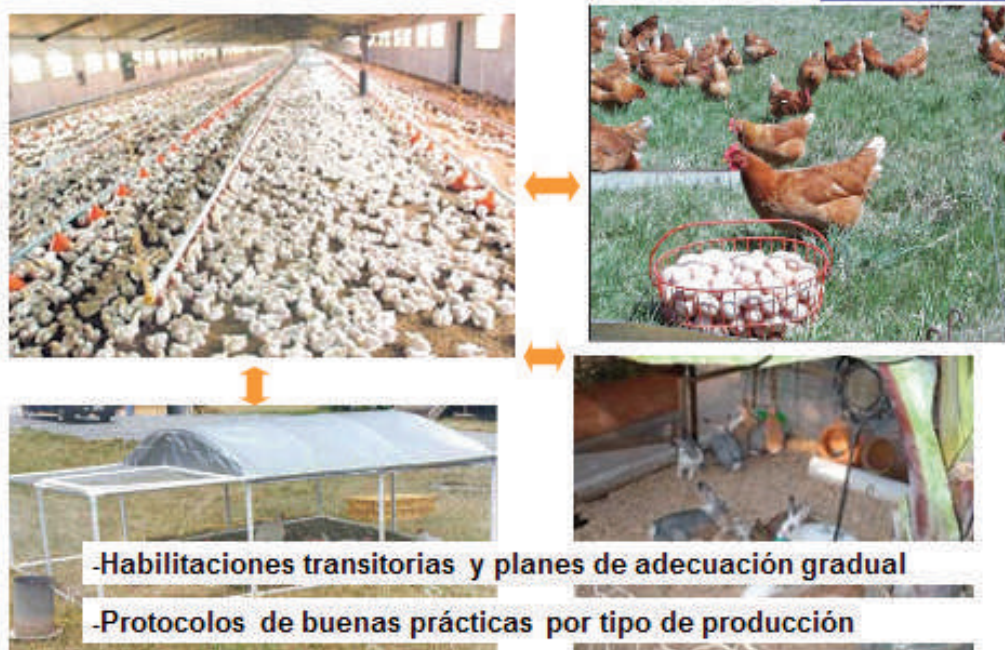 -Habilitaciones transitorias y planes de adecuación gradual
-Protocolos de buenas prácticas por tipo de producción